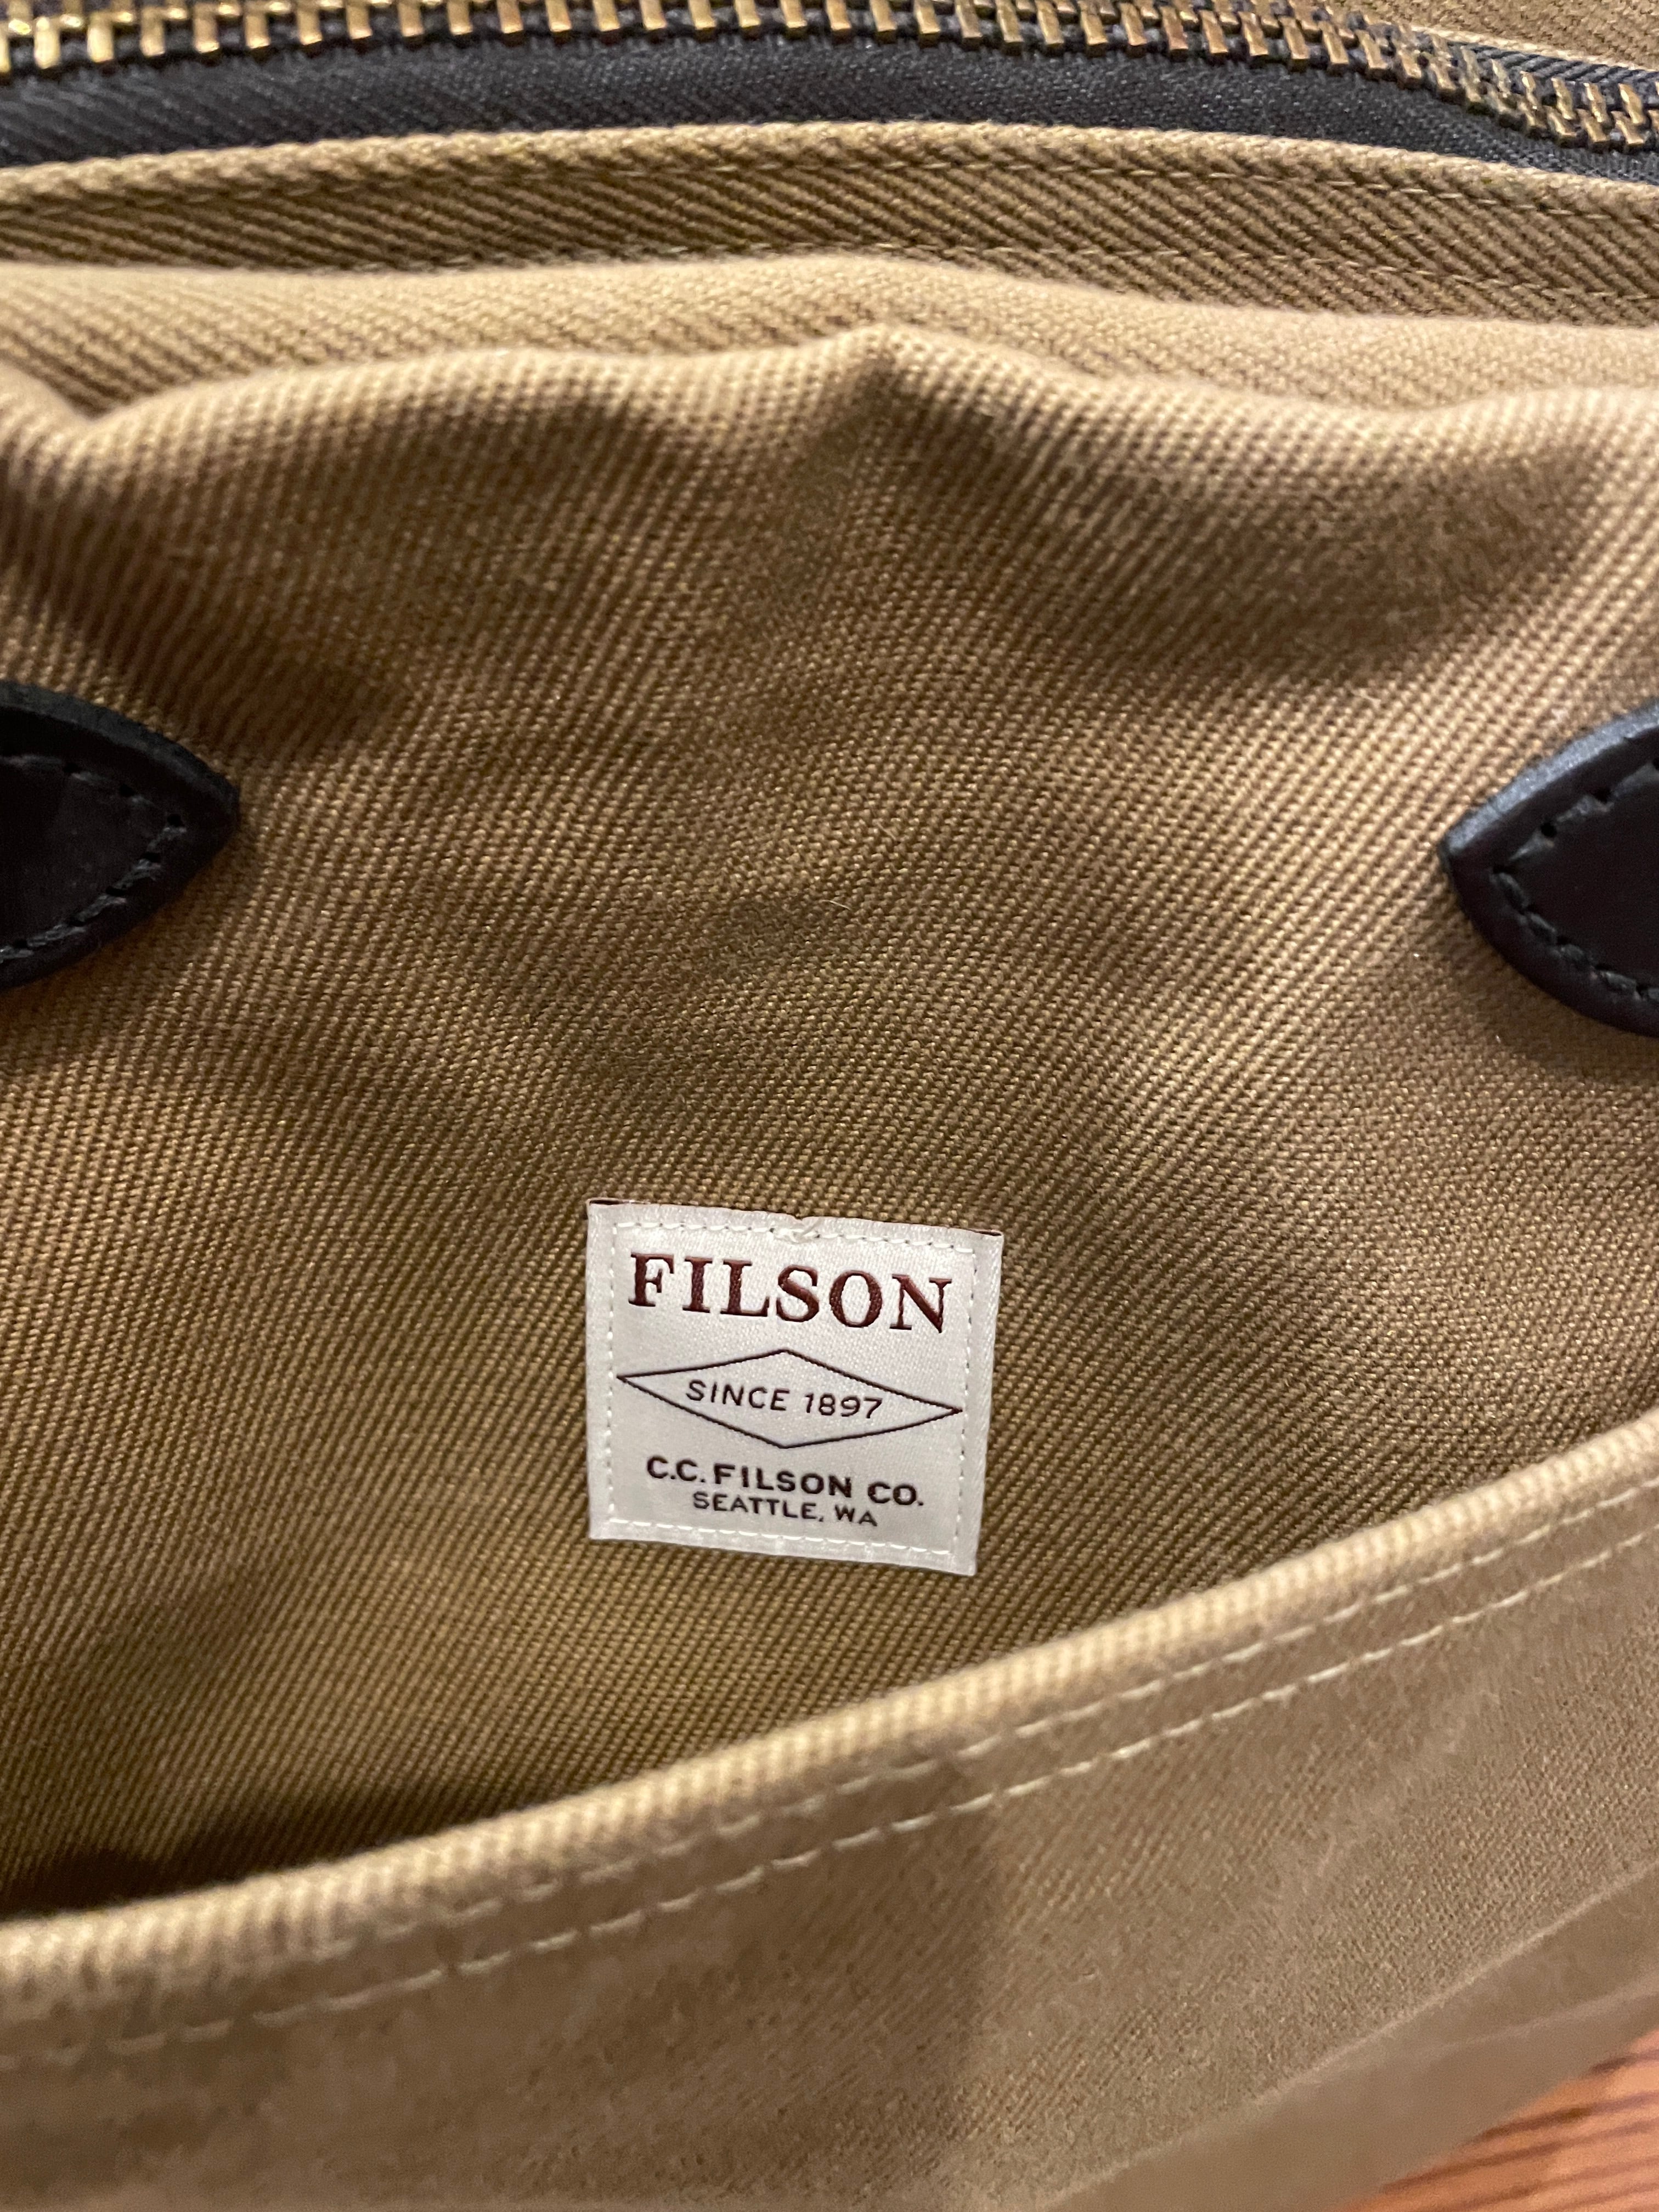 FILSON
SINCE 1897
C.C. FILSON CO.
SEATTLE, WA